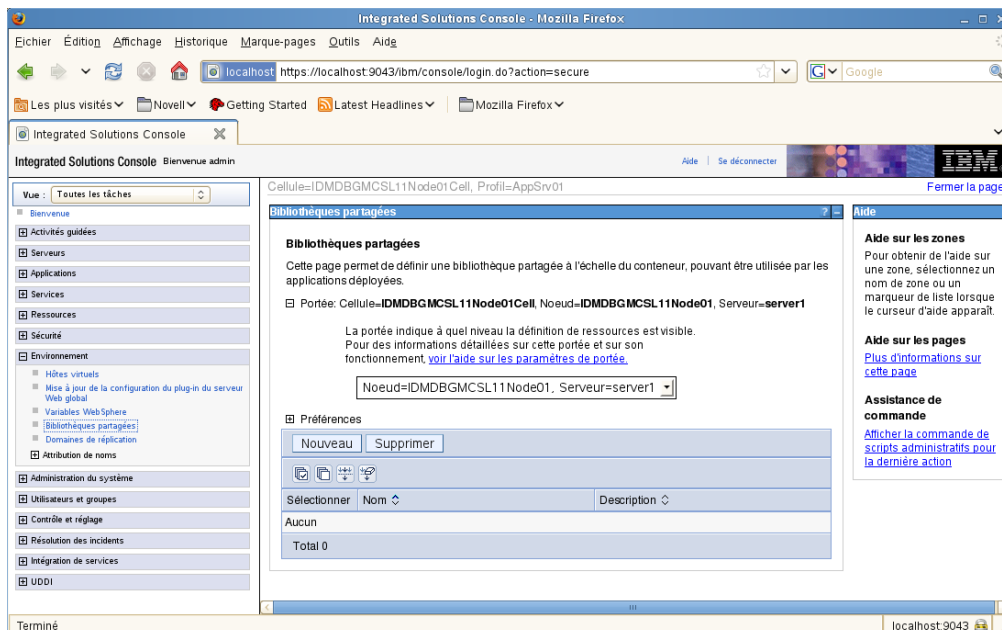 Integrated Solutions Console - Mozilla Firefox
Eichier Édition Affichage Historique Marque-pages Outils Aide
localhost https://localhost:9043/ibm/console/login.do?action=secure
G Google
Les plus visités Novell Getting Started Latest Headlines Mozilla Firefox
Integrated Solutions Console
Integrated Solutions Console Bienvenue admin
Aide | Se déconnecter
IBM
Vue : Toutes les tâches
Bienvenue
Activités guidées
Serveurs
Applications
Services
Ressources
Sécurité
Environnement
Hôtes virtuels
Mise à jour de la configuration du plug-in du serveur
Web global
Variables WebSphere
Bibliothèques partagées
Domaines de réplication
Attribution de noms
Administration du système
Utilisateurs et groupes
Contrôle et réglage
Résolution des incidents
Intégration de services
UDDI
Cellule=IDMDBGMCSL11Node01Cell, Profil=AppSrv01
Fermer la page
Bibliothèques partagées ? -
Bibliothèques partagées
Cette page permet de définir une bibliothèque partagée à l'échelle du conteneur, pouvant être utilisée par les
applications déployées.
Portée: Cellule=IDMDBGMCSL11Node01Cell, Noeud=IDMDBGMCSL11Node01, Serveur=server1
La portée indique à quel niveau la définition de ressources est visible.
Pour des informations détaillées sur cette portée et sur son
fonctionnement, voir l'aide sur les paramètres de portée.
Noeud=IDMDBGMCSL11Node01, Serveur=server1
Préférences
Nouveau Supprimer
Sélectionner Nom Description
Aucun
Total 0
Aide
Aide sur les zones
Pour obtenir de l'aide sur
une zone, sélectionnez un
nom de zone ou un
marqueur de liste lorsque
le curseur d'aide apparaît.
Aide sur les pages
Plus d'informations sur
cette page
Assistance de
commande
Afficher la commande de
scripts administratifs pour
la dernière action
Terminé
localhost:9043